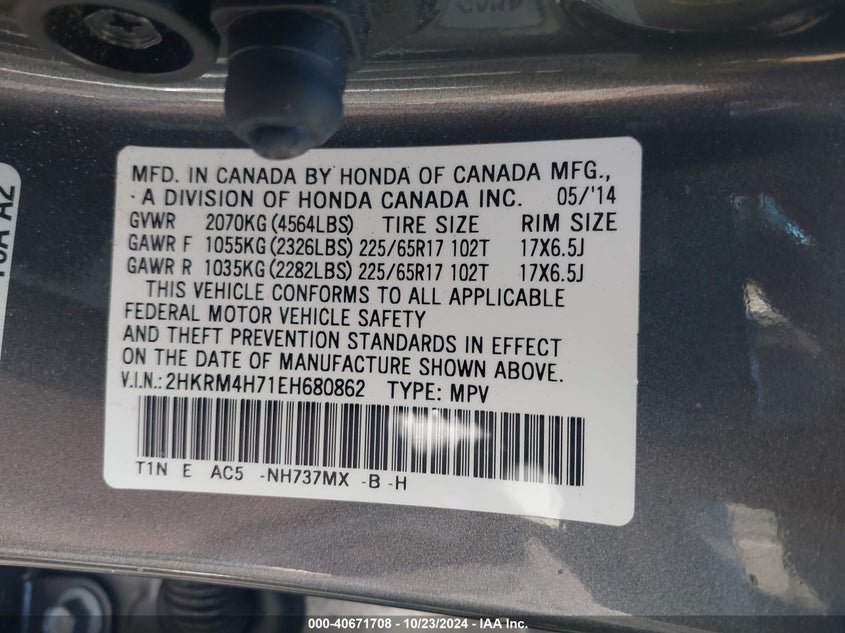 MFD. IN CANADA BY HONDA OF CANADA MFG.,
A DIVISION OF HONDA CANADA INC. 05/'14
GVWR 2070KG (4564LBS) TIRE SIZE RIM SIZE
GAWR F 1055KG (2326LBS) 225/65R17 102T 17X6.5J
GAWR R 1035KG (2282LBS) 225/65R17 102T 17X6.5J
THIS VEHICLE CONFORMS TO ALL APPLICABLE
FEDERAL MOTOR VEHICLE SAFETY
AND THEFT PREVENTION STANDARDS IN EFFECT
ON THE DATE OF MANUFACTURE SHOWN ABOVE.
V.I.N.: 2HKRM4H71EH680862 TYPE: MPV
T1N E AC5 -NH737MX -B -H
A2
000-40671708 - 10/23/2024 - IAA Inc.